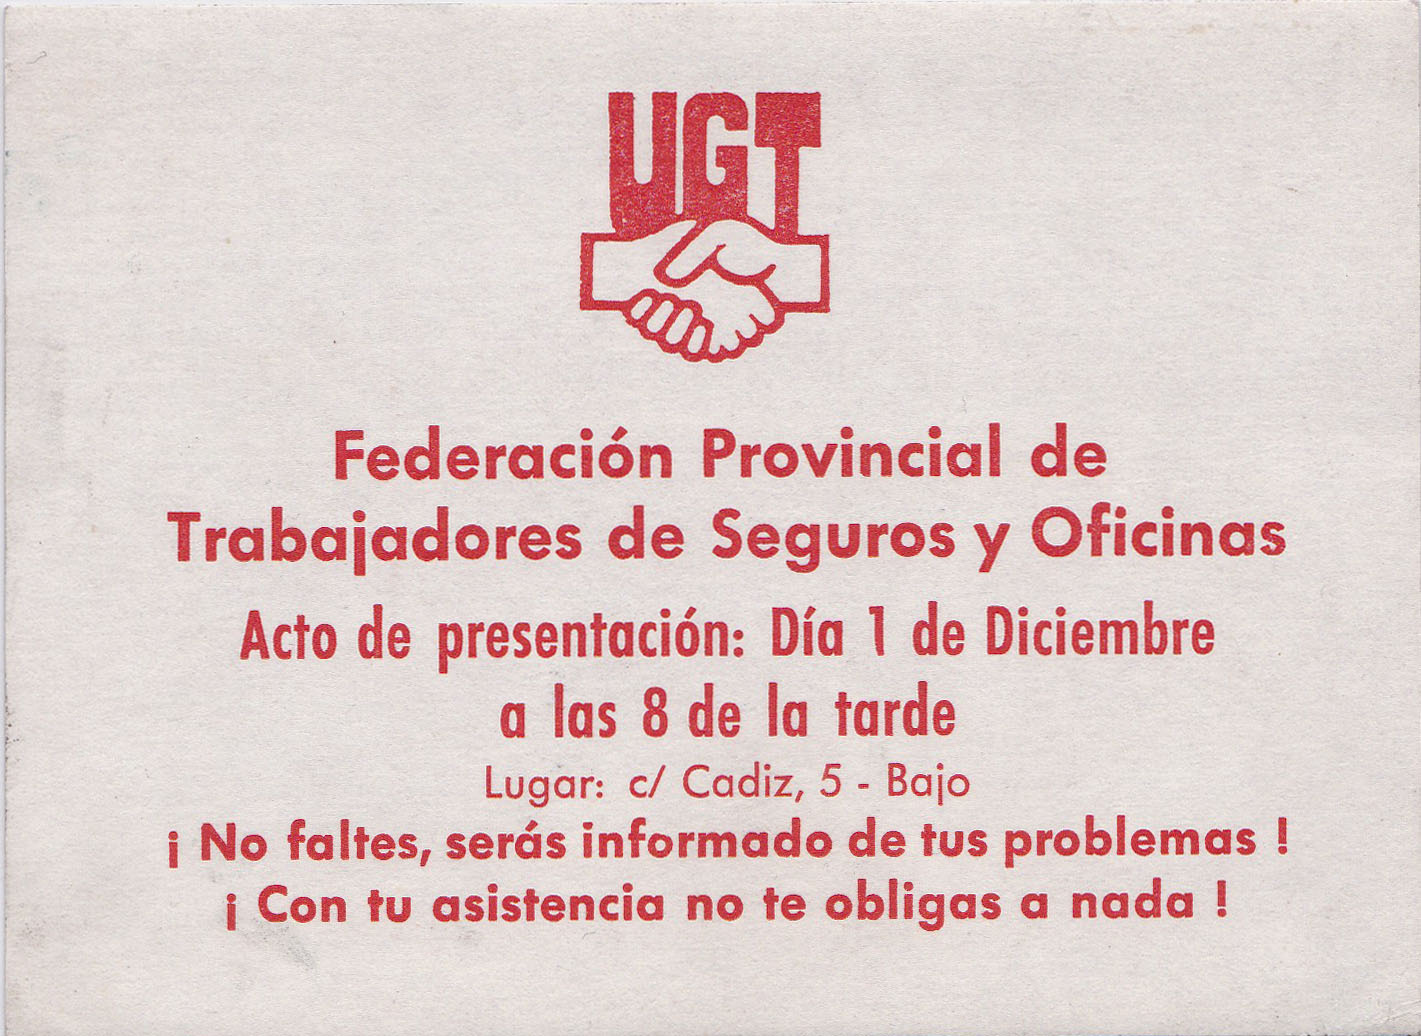 UGT
Federación Provincial de
Trabajadores de Seguros y Oficinas
Acto de presentación: Día 1 de Diciembre
a las 8 de la tarde
Lugar: c/ Cadiz, 5 - Bajo
¡ No faltes, serás informado de tus problemas !
¡ Con tu asistencia no te obligas a nada !